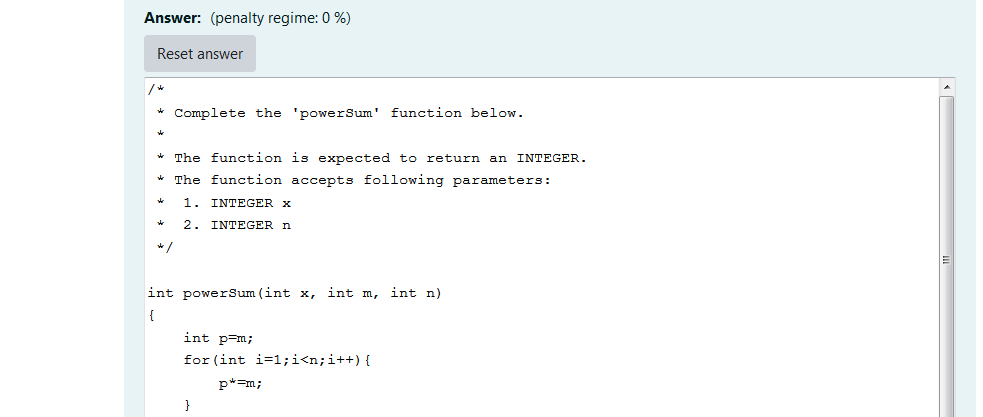 Answer: (penalty regime: 0 %)
Reset answer
/*
 * Complete the 'powerSum' function below.
 *
 * The function is expected to return an INTEGER.
 * The function accepts following parameters:
 *  1. INTEGER x
 *  2. INTEGER n
 */
int powerSum(int x, int m, int n)
{
    int p=m;
    for(int i=1;i<n;i++){
        p*=m;
    }